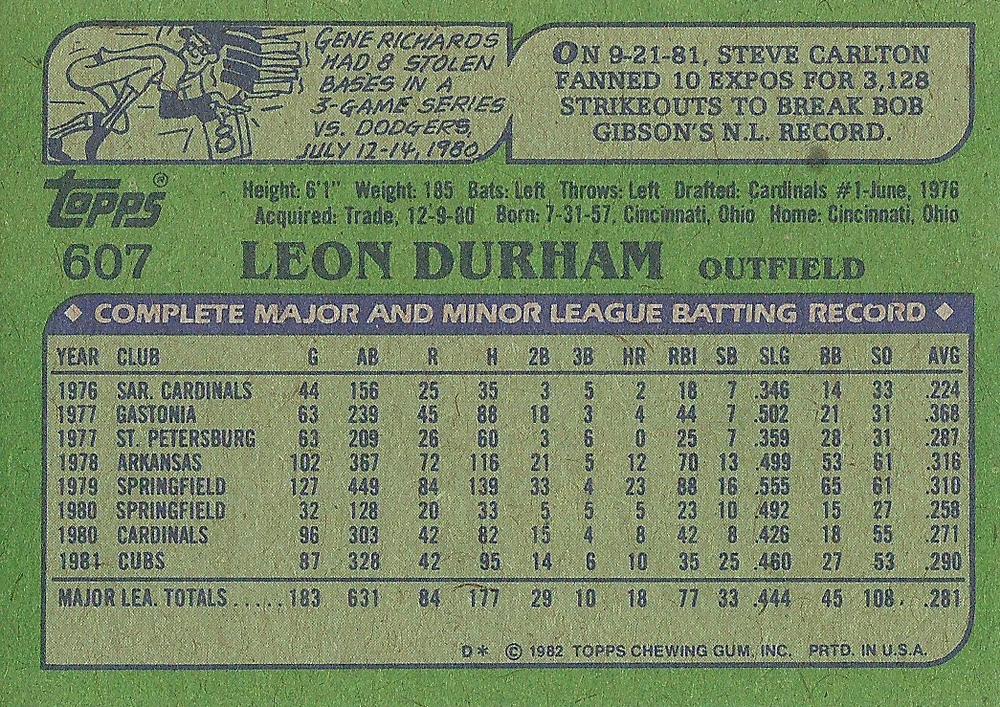 GENE RICHARDS
HAD 8 STOLEN
BASES IN A
3-GAME SERIES
VS. DODGERS,
JULY 12-14, 1980
8
ON 9-21-81, STEVE CARLTON
FANNED 10 EXPOS FOR 3,128
STRIKEOUTS TO BREAK BOB
GIBSON'S N.L. RECORD.
Topps®
Height: 6'1" Weight: 185 Bats: Left Throws: Left Drafted: Cardinals #1-June, 1976
Acquired: Trade, 12-9-80 Born: 7-31-57, Cincinnati, Ohio Home: Cincinnati, Ohio
607 LEON DURHAM OUTFIELD
◆ COMPLETE MAJOR AND MINOR LEAGUE BATTING RECORD ◆
YEAR CLUB G AB R H 2B 3B HR RBI SB SLG BB SO AVG
1976 SAR. CARDINALS 44 156 25 35 3 5 2 18 7 .346 14 33 .224
1977 GASTONIA 63 239 45 88 18 3 4 44 7 .502 21 31 .368
1977 ST. PETERSBURG 63 209 26 60 3 6 0 25 7 .359 28 31 .287
1978 ARKANSAS 102 367 72 116 21 5 12 70 13 .499 53 61 .316
1979 SPRINGFIELD 127 449 84 139 33 4 23 88 16 .555 65 61 .310
1980 SPRINGFIELD 32 128 20 33 5 5 5 23 10 .492 15 27 .258
1980 CARDINALS 96 303 42 82 15 4 8 42 8 .426 18 55 .271
1981 CUBS 87 328 42 95 14 6 10 35 25 .460 27 53 .290
MAJOR LEA. TOTALS ..... 183 631 84 177 29 10 18 77 33 .444 45 108 .281
D* © 1982 TOPPS CHEWING GUM, INC. PRTD. IN U.S.A.